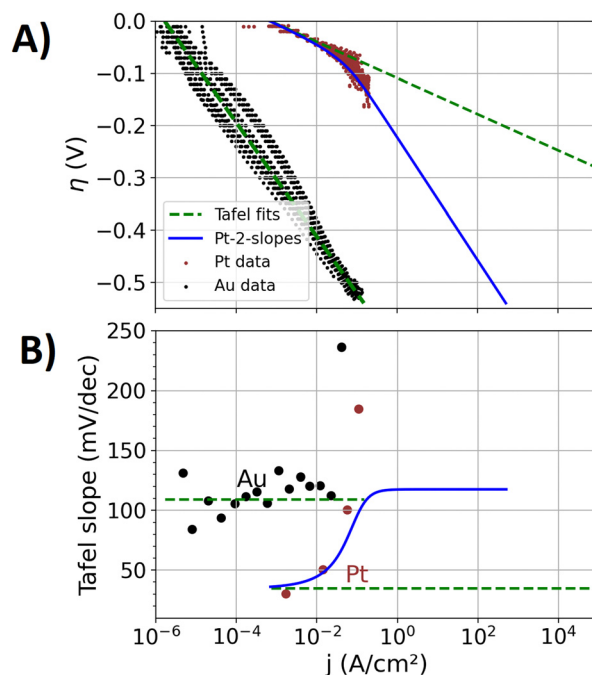 A)
0.0
−0.1
−0.2
−0.3
−0.4
−0.5
η (V)
Tafel fits
Pt-2-slopes
Pt data
Au data
B)
250
200
150
100
50
Tafel slope (mV/dec)
Au
Pt
10⁻⁶ 10⁻⁴ 10⁻² 10⁰ 10² 10⁴
j (A/cm²)